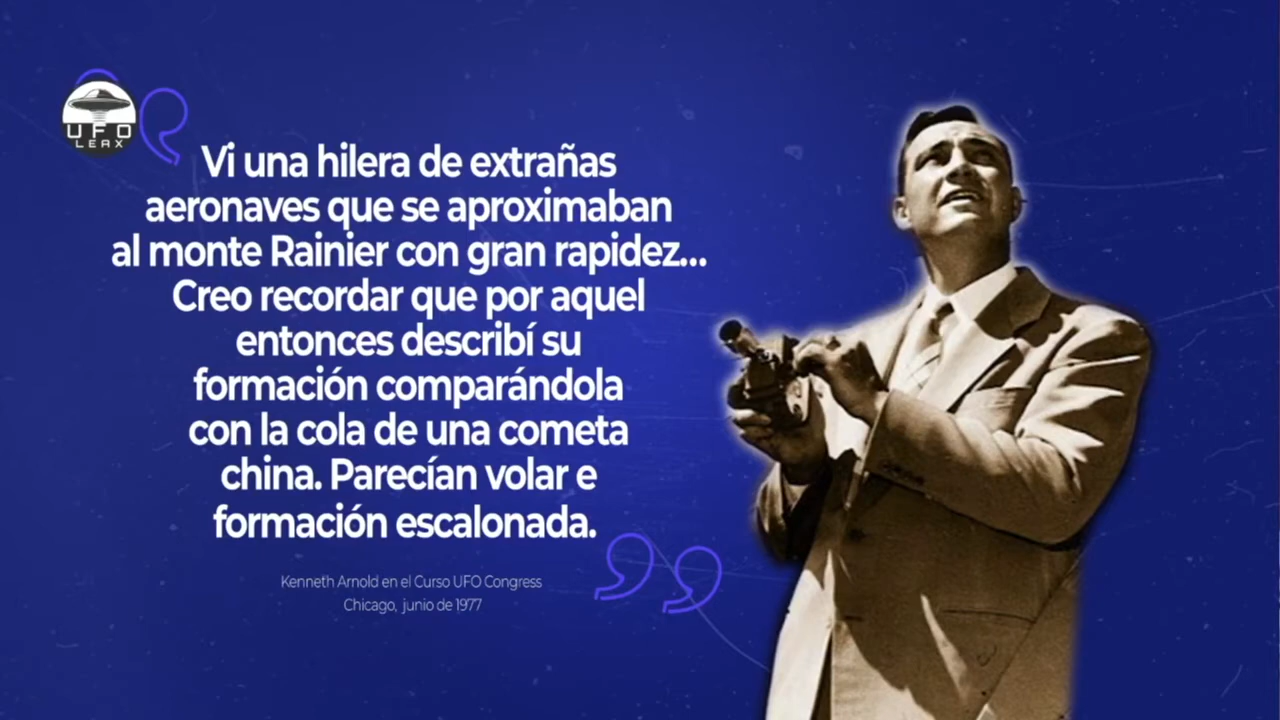 UFO
LEAX
Vi una hilera de extrañas
aeronaves que se aproximaban
al monte Rainier con gran rapidez...
Creo recordar que por aquel
entonces describí su
formación comparándola
con la cola de una cometa
china. Parecían volar e
formación escalonada.
Kenneth Arnold en el Curso UFO Congress
Chicago, junio de 1977